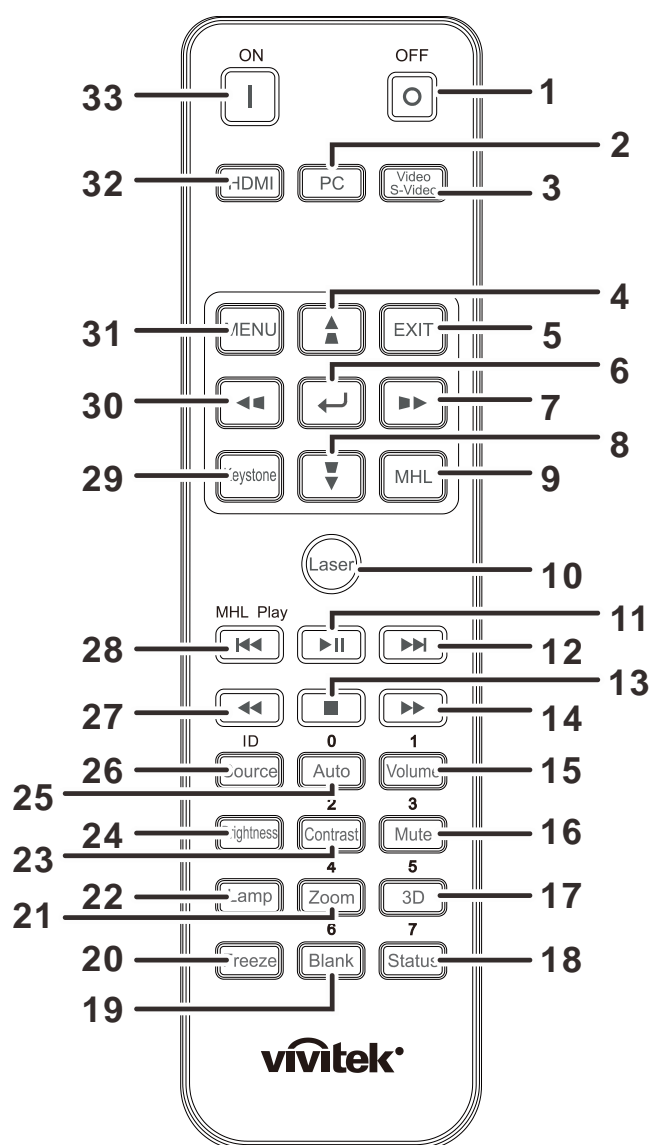 ON OFF
33 1
2
32 HDMI PC Video S-Video 3
4
31 MENU EXIT 5
6
30 7
8
29 Keystone MHL 9
Laser 10
MHL Play 11
28 12
13
27 14
ID 0 1
26 Source Auto Volume 15
25 2 3
24 Brightness Contrast Mute 16
23 4 5
22 Lamp Zoom 3D 17
21 6 7
20 Freeze Blank Status 18
19
vivitek